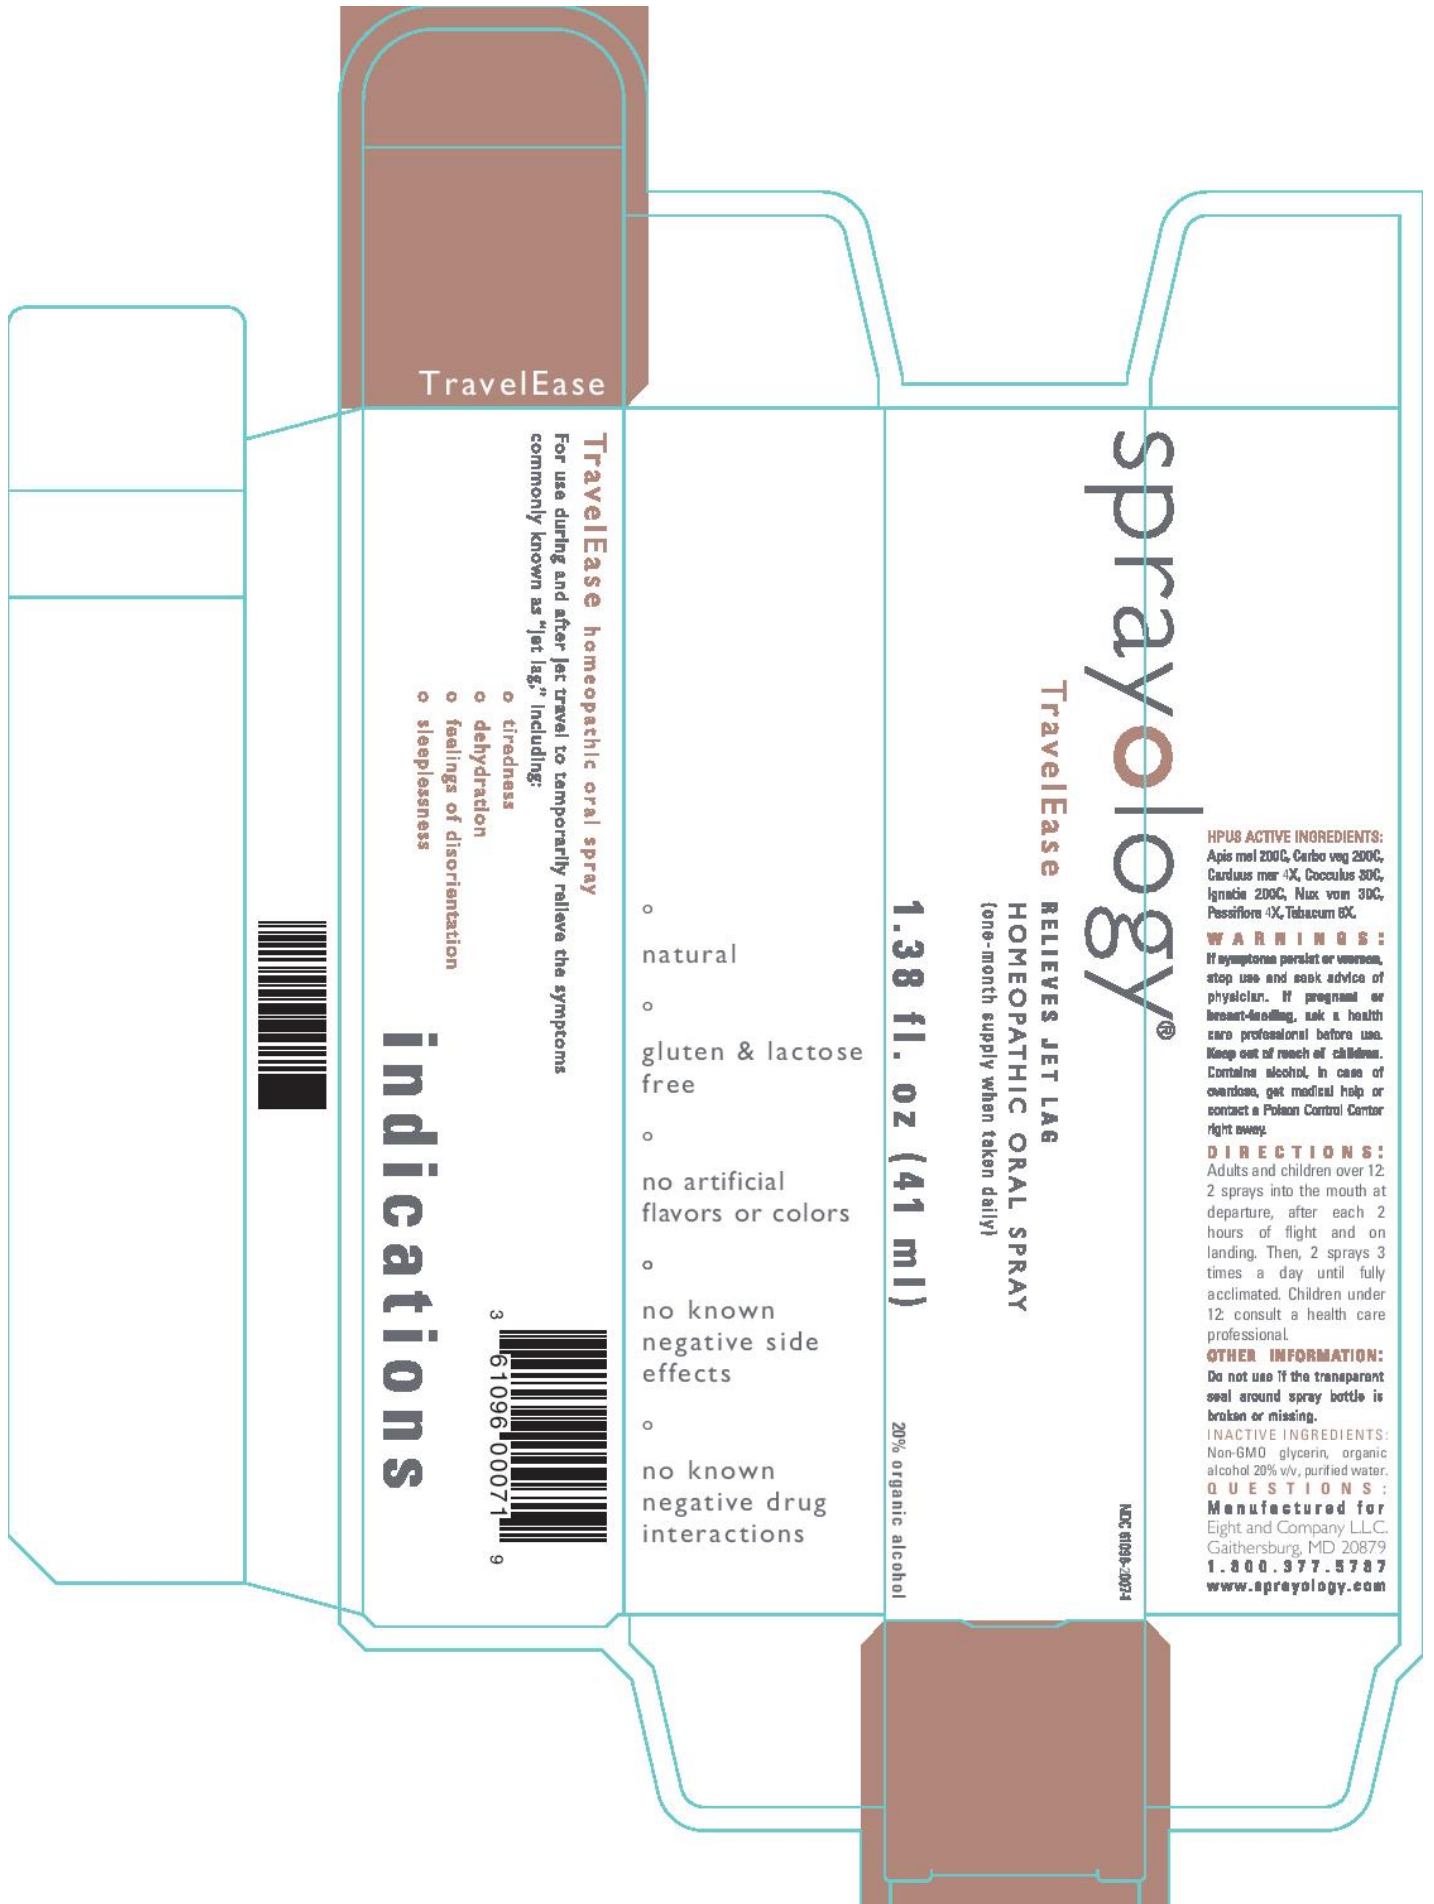 TravelEase
TravelEase homeopathic oral spray
For use during and after jet travel to temporarily relieve the symptoms
commonly known as “jet lag,” including:
o tiredness
o dehydration
o feelings of disorientation
o sleeplessness
indications
3 61096 00071 9
o
natural
o
gluten & lactose
free
o
no artificial
flavors or colors
o
no known
negative side
effects
o
no known
negative drug
interactions
sprayology®
TravelEase RELIEVES JET LAG
HOMEOPATHIC ORAL SPRAY
(one-month supply when taken daily)
1.38 fl. oz (41 ml)
20% organic alcohol
NDC 61096-2007-1
HPUS ACTIVE INGREDIENTS:
Apis mel 200C, Carbo veg 200C,
Carduus mar 4X, Cocculus 30C,
Ignatia 200C, Nux vom 30C,
Passiflora 4X, Tabacum 6X.
WARNINGS:
If symptoms persist or worsen,
stop use and seek advice of
physician. If pregnant or
breast-feeding, ask a health
care professional before use.
Keep out of reach of children.
Contains alcohol, in case of
overdose, get medical help or
contact a Poison Control Center
right away.
DIRECTIONS:
Adults and children over 12:
2 sprays into the mouth at
departure, after each 2
hours of flight and on
landing. Then, 2 sprays 3
times a day until fully
acclimated. Children under
12: consult a health care
professional.
OTHER INFORMATION:
Do not use if the transparent
seal around spray bottle is
broken or missing.
INACTIVE INGREDIENTS:
Non-GMO glycerin, organic
alcohol 20% v/v, purified water.
QUESTIONS:
Manufactured for
Eight and Company L.L.C.
Gaithersburg, MD 20879
1.800.377.5787
www.sprayology.com